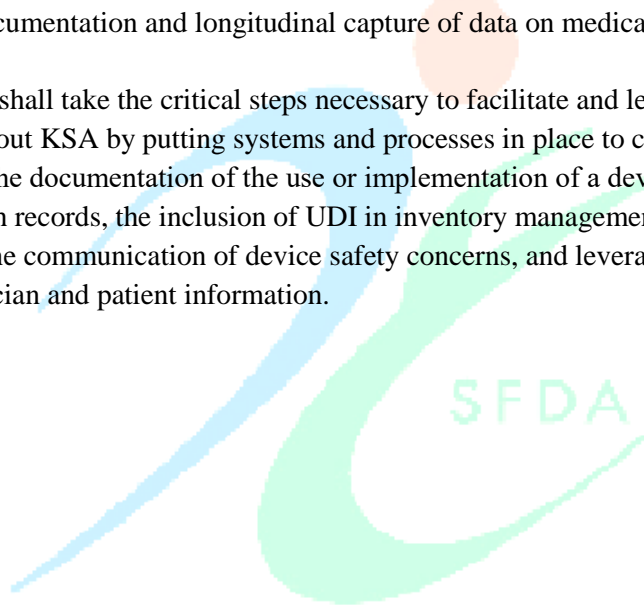 cumentation and longitudinal capture of data on medica
shall take the critical steps necessary to facilitate and le
out KSA by putting systems and processes in place to c
he documentation of the use or implementation of a dev
h records, the inclusion of UDI in inventory managemen
he communication of device safety concerns, and levera
cian and patient information.
SFDA